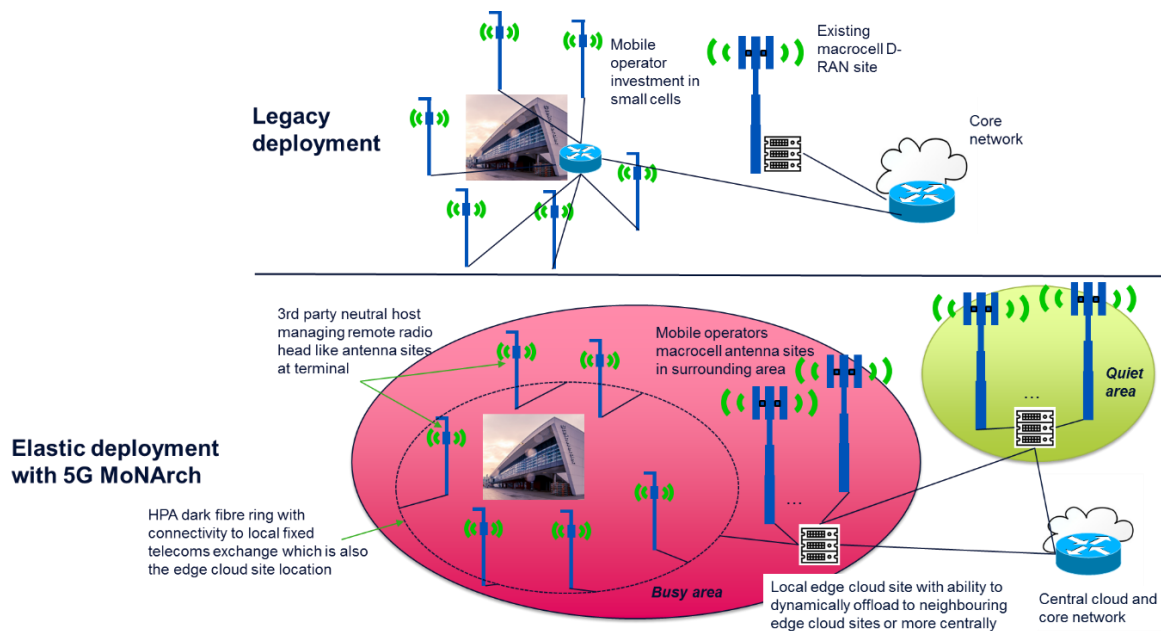 Mobile
operator
investment in
small cells
Existing
macrocell D-
RAN site
Legacy
deployment
Core
network
3rd party neutral host
managing remote radio
head like antenna sites
at terminal
Mobile operators
macrocell antenna sites
in surrounding area
...
Quiet
area
Elastic deployment
with 5G MoNArch
...
HPA dark fibre ring with
connectivity to local fixed
telecoms exchange which is also
the edge cloud site location
Busy area
Local edge cloud site with ability to
dynamically offload to neighbouring
edge cloud sites or more centrally
Central cloud and
core network